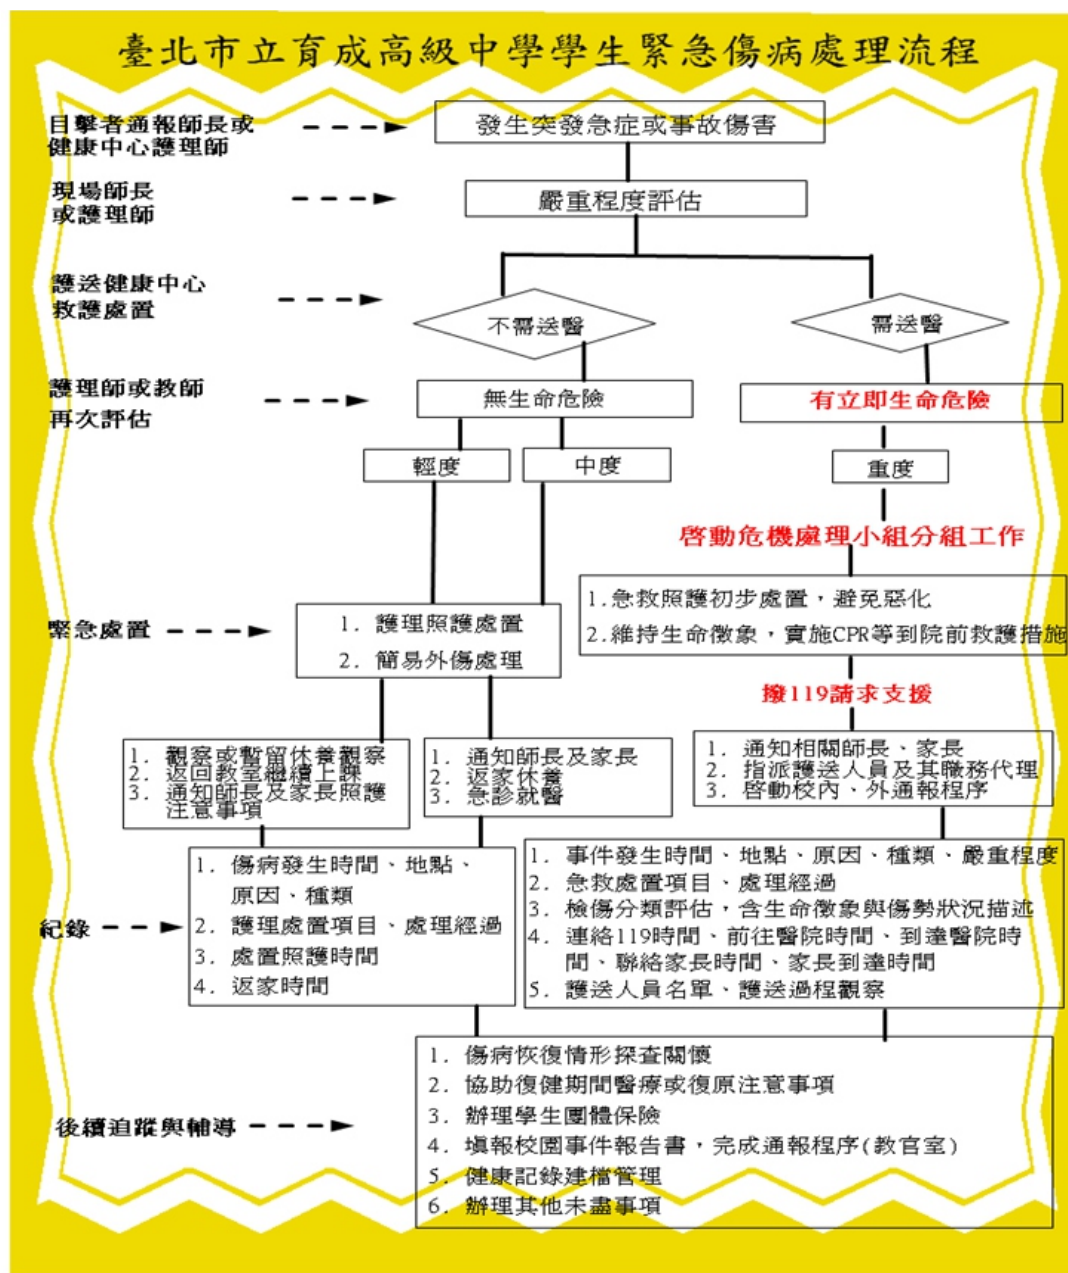 臺北市立育成高級中學學生緊急傷病處理流程
目擊者通報師長或
健康中心護理師
發生突發急症或事故傷害
現場師長
或護理師
嚴重程度評估
護送健康中心
救護處置
不需送醫
需送醫
護理師或教師
再次評估
無生命危險
有立即生命危險
輕度
中度
重度
啓動危機處理小組分組工作
緊急處置
1. 護理照護處置
2. 簡易外傷處理
1.急救照護初步處置，避免惡化
2.維持生命徵象，實施CPR等到院前救護措施
撥119請求支援
1. 觀察或暫留休養觀察
2. 返回教室繼續上課
3. 通知師長及家長照護
注意事項
1. 通知師長及家長
2. 返家休養
3. 急診就醫
1. 通知相關師長、家長
2. 指派護送人員及其職務代理
3. 啓動校內、外通報程序
紀錄
1. 傷病發生時間、地點、
原因、種類
2. 護理處置項目、處理經過
3. 處置照護時間
4. 返家時間
1. 事件發生時間、地點、原因、種類、嚴重程度
2. 急救處置項目、處理經過
3. 檢傷分類評估，含生命徵象與傷勢狀況描述
4. 連絡119時間、前往醫院時間、到達醫院時
間、聯絡家長時間、家長到達時間
5. 護送人員名單、護送過程觀察
後續追蹤與輔導
1. 傷病恢復情形探查關懷
2. 協助復健期間醫療或復原注意事項
3. 辦理學生團體保險
4. 填報校園事件報告書，完成通報程序(教官室)
5. 健康記錄建檔管理
6. 辦理其他未盡事項